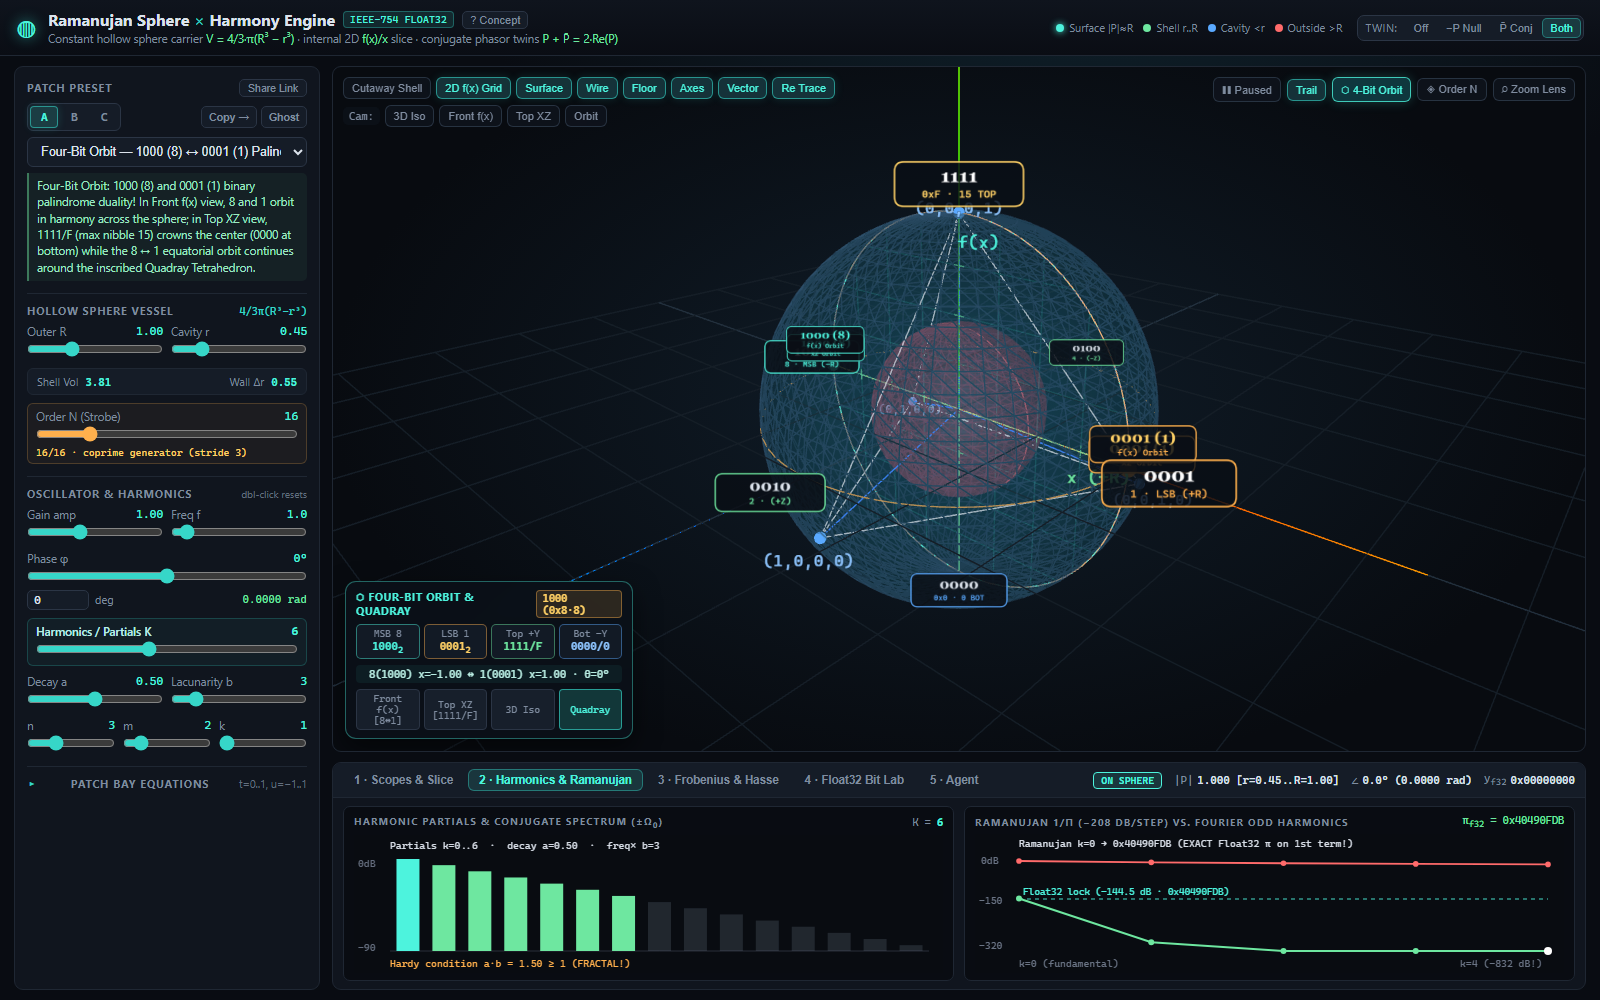 Ramanujan Sphere × Harmony Engine
IEEE-754 FLOAT32
? Concept
Constant hollow sphere carrier V = 4/3·π(R³ − r³) · internal 2D f(x)/x slice · conjugate phasor twins P + P̄ = 2·Re(P)
Surface |P|≈R
Shell r..R
Cavity <r
Outside >R
TWIN:
Off
−P Null
P̄ Conj
Both
PATCH PRESET
Share Link
A
B
C
Copy →
Ghost
Four-Bit Orbit — 1000 (8) ↔ 0001 (1) Palin
Four-Bit Orbit: 1000 (8) and 0001 (1) binary
palindrome duality! In Front f(x) view, 8 and 1 orbit
in harmony across the sphere; in Top XZ view,
1111/F (max nibble 15) crowns the center (0000 at
bottom) while the 8 ↔ 1 equatorial orbit continues
around the inscribed Quadray Tetrahedron.
HOLLOW SPHERE VESSEL
4/3π(R³−r³)
Outer R 1.00
Cavity r 0.45
Shell Vol 3.81
Wall Δr 0.55
Order N (Strobe) 16
16/16 · coprime generator (stride 3)
OSCILLATOR & HARMONICS
dbl-click resets
Gain amp 1.00
Freq f 1.0
Phase φ 0°
0 deg 0.0000 rad
Harmonics / Partials K 6
Decay a 0.50
Lacunarity b 3
n 3
m 2
k 1
PATCH BAY EQUATIONS
t=0..1, u=−1..1
Cutaway Shell
2D f(x) Grid
Surface
Wire
Floor
Axes
Vector
Re Trace
Cam:
3D Iso
Front f(x)
Top XZ
Orbit
Paused
Trail
4-Bit Orbit
Order N
Zoom Lens
1111
0xF · 15 TOP
(0,0,0,1)
f(x)
1000 (8)
f(x) Orbit
8 · MSB (−R)
0100
4 · (−Z)
0001 (1)
f(x) Orbit
0001
1 · LSB (+R)
0010
2 · (+Z)
(1,0,0,0)
0000
0x0 · 0 BOT
FOUR-BIT ORBIT &
QUADRAY
1000
(0x8·8)
MSB 8
1000₂
LSB 1
0001₂
Top +Y
1111/F
Bot −Y
0000/0
8(1000) x=−1.00 ↔ 1(0001) x=1.00 · θ=0°
Front
f(x)
[8↔1]
Top XZ
[1111/F]
3D Iso
Quadray
1 · Scopes & Slice
2 · Harmonics & Ramanujan
3 · Frobenius & Hasse
4 · Float32 Bit Lab
5 · Agent
ON SPHERE
|P| 1.000 [r=0.45..R=1.00]
∠ 0.0° (0.0000 rad)
y_f32 0x00000000
HARMONIC PARTIALS & CONJUGATE SPECTRUM (±Ω₀)
K = 6
Partials k=0..6 · decay a=0.50 · freq× b=3
0dB
−90
Hardy condition a·b = 1.50 ≥ 1 (FRACTAL!)
RAMANUJAN 1/Π (−208 DB/STEP) VS. FOURIER ODD HARMONICS
π_f32 = 0x40490FDB
Ramanujan k=0 → 0x40490FDB (EXACT Float32 π on 1st term!)
0dB
Float32 lock (−144.5 dB · 0x40490FDB)
−150
−320
k=0 (fundamental)
k=4 (−832 dB!)